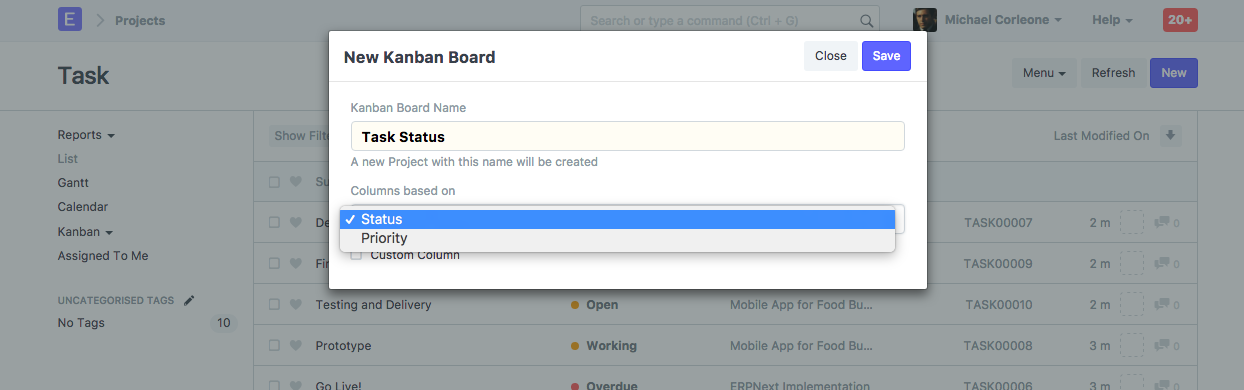 E Projects Search or type a command (Ctrl + G) Michael Corleone Help 20+
New Kanban Board Close Save
Task Menu Refresh New
Kanban Board Name
Task Status
A new Project with this name will be created
Columns based on
Status
Priority
Custom Column
Reports
List
Gantt
Calendar
Kanban
Assigned To Me
UNCATEGORISED TAGS
No Tags 10
Show Last Modified On
TASK00007 2 m 0
TASK00009 2 m 0
Testing and Delivery Open Mobile App for Food Bu... TASK00010 2 m 0
Prototype Working Mobile App for Food Bu... TASK00008 3 m 0
Go Live! Overdue ERPNext Implementation TASK00006 3 m 0